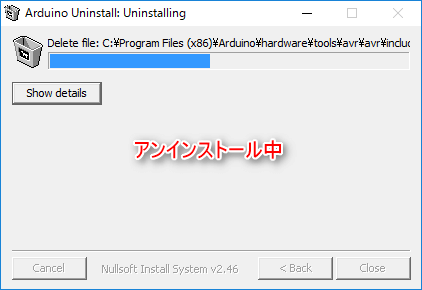 Arduino Uninstall: Uninstalling
Delete file: C:¥Program Files (x86)¥Arduino¥hardware¥tools¥avr¥avr¥includ
Show details
アンインストール中
Cancel
Nullsoft Install System v2.46
< Back
Close